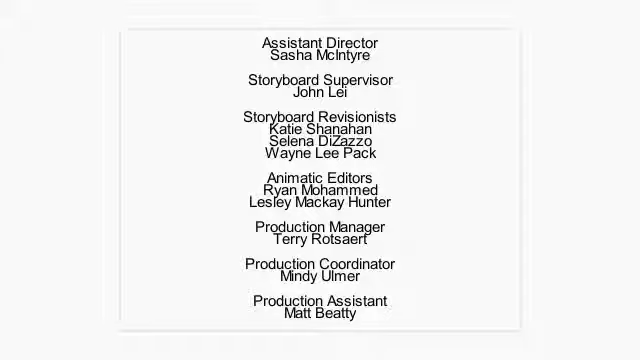 Assistant Director
Sasha McIntyre
Storyboard Supervisor
John Lei
Storyboard Revisionists
Katie Shanahan
Selena DiZazzo
Wayne Lee Pack
Animatic Editors
Ryan Mohammed
Lesley Mackay Hunter
Production Manager
Terry Rotsaert
Production Coordinator
Mindy Ulmer
Production Assistant
Matt Beatty